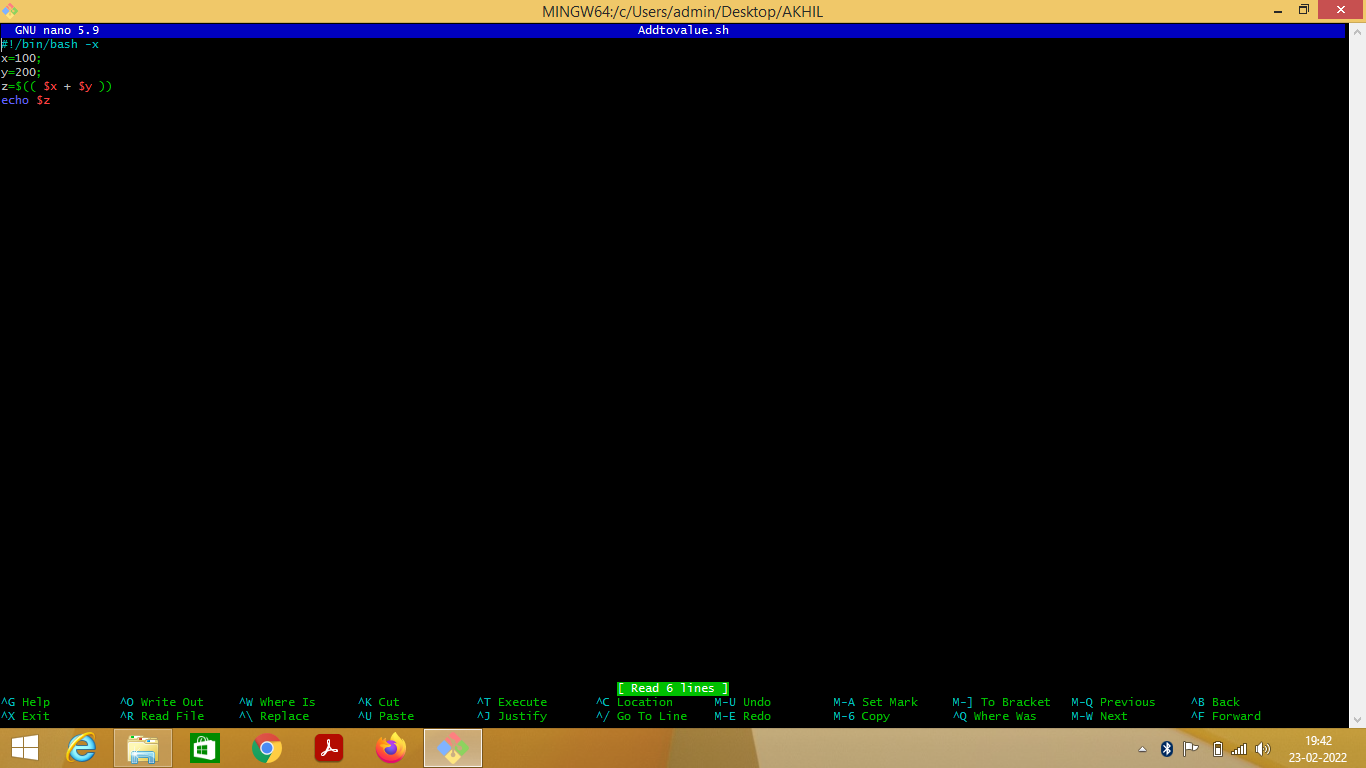 MINGW64:/c/Users/admin/Desktop/AKHIL
GNU nano 5.9 Addtovalue.sh
#!/bin/bash -x
x=100;
y=200;
z=$(( $x + $y ))
echo $z
[ Read 6 lines ]
^G Help ^O Write Out ^W Where Is ^K Cut ^T Execute ^C Location M-U Undo M-A Set Mark M-] To Bracket M-Q Previous ^B Back
^X Exit ^R Read File ^\ Replace ^U Paste ^J Justify ^/ Go To Line M-E Redo M-6 Copy ^Q Where Was M-W Next ^F Forward
19:42
23-02-2022